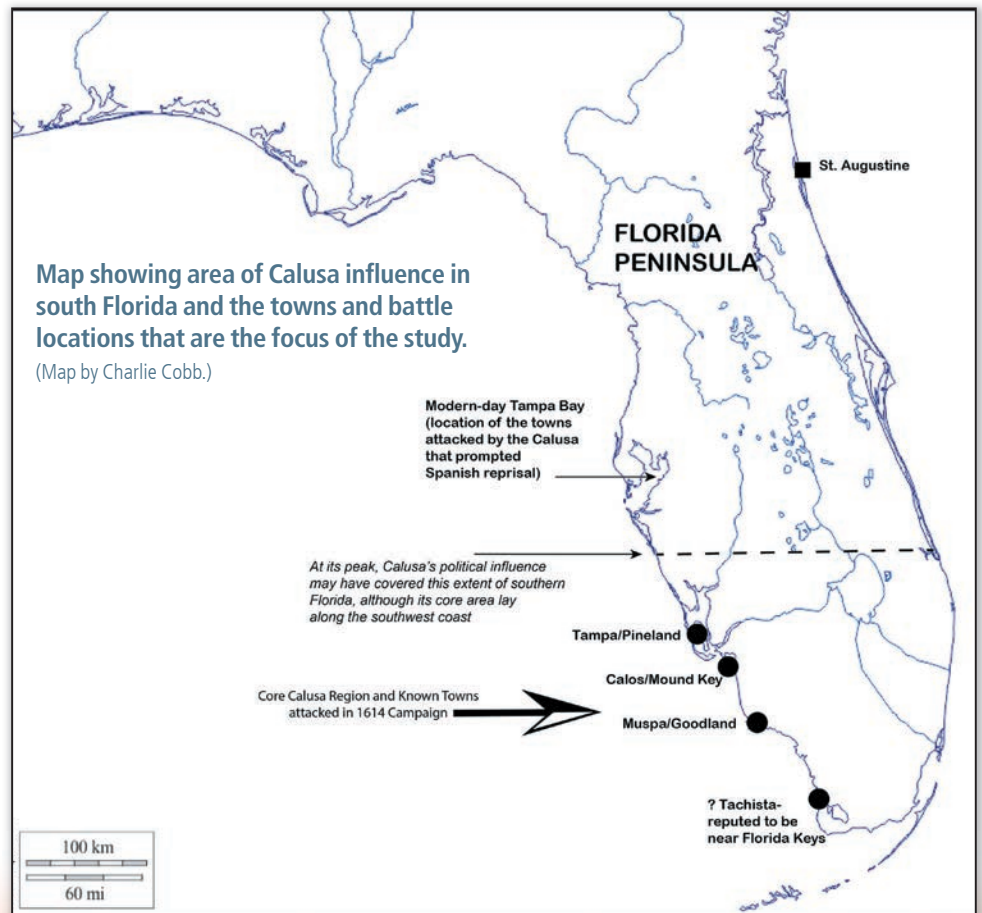 St. Augustine
FLORIDA
PENINSULA
Map showing area of Calusa influence in
south Florida and the towns and battle
locations that are the focus of the study.
(Map by Charlie Cobb.)
Modern-day Tampa Bay
(location of the towns
attacked by the Calusa
that prompted
Spanish reprisal)
At its peak, Calusa's political influence
may have covered this extent of southern
Florida, although its core area lay
along the southwest coast
Tampa/Pineland
Calos/Mound Key
Core Calusa Region and Known Towns
attacked in 1614 Campaign
Muspa/Goodland
? Tachista-
reputed to be
near Florida Keys
100 km
60 mi